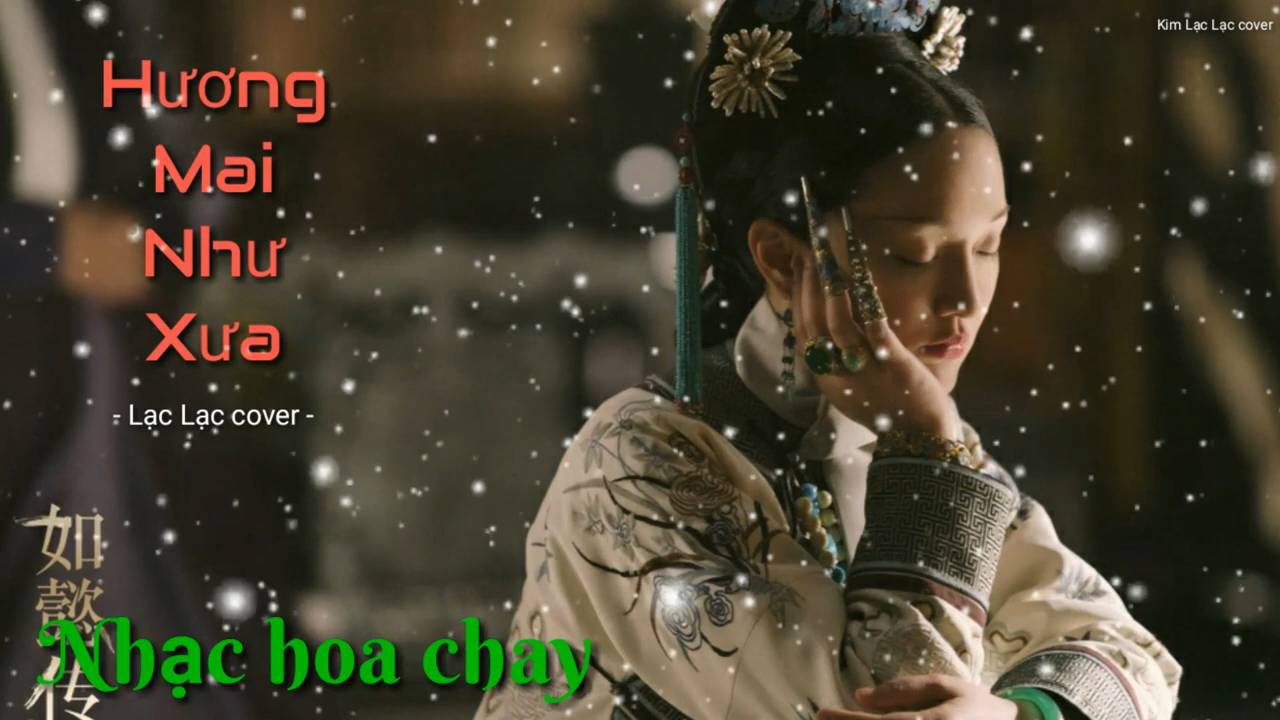 Kim Lạc Lạc cover
Hương
Mai
Như
Xưa
- Lạc Lạc cover -
如
懿
传
Nhạc hoa chay